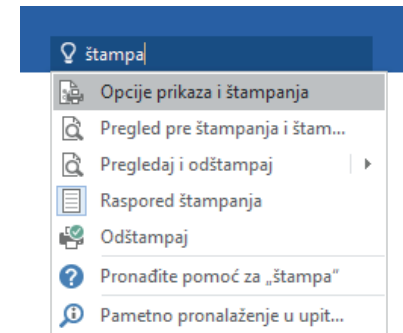 štampa
Opcije prikaza i štampanja
Pregled pre štampanja i štam...
Pregledaj i odštampaj
Raspored štampanja
Odštampaj
Pronađite pomoć za „štampa“
Pametno pronalaženje u upit...